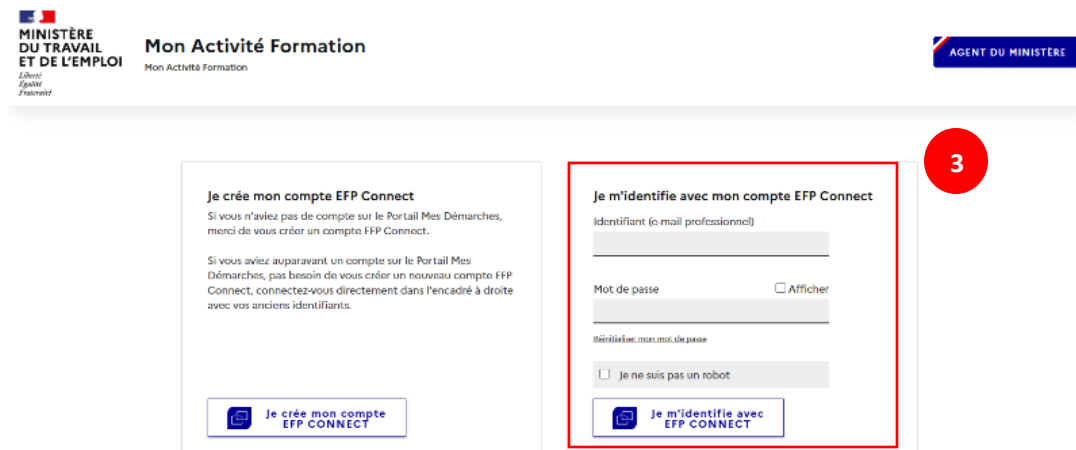 MINISTÈRE
DU TRAVAIL
ET DE L'EMPLOI
Liberté
Égalité
Fraternité
Mon Activité Formation
Mon Activité Formation
AGENT DU MINISTÈRE
3
Je crée mon compte EFP Connect
Si vous n'aviez pas de compte sur le Portail Mes Démarches,
merci de vous créer un compte EFP Connect.
Si vous aviez auparavant un compte sur le Portail Mes
Démarches, pas besoin de vous créer un nouveau compte EFP
Connect, connectez-vous directement dans l'encadré à droite
avec vos anciens identifiants.
Je crée mon compte
EFP CONNECT
Je m'identifie avec mon compte EFP Connect
Identifiant (e-mail professionnel)
Mot de passe
Afficher
Réinitialiser mon mot de passe
Je ne suis pas un robot
Je m'identifie avec
EFP CONNECT